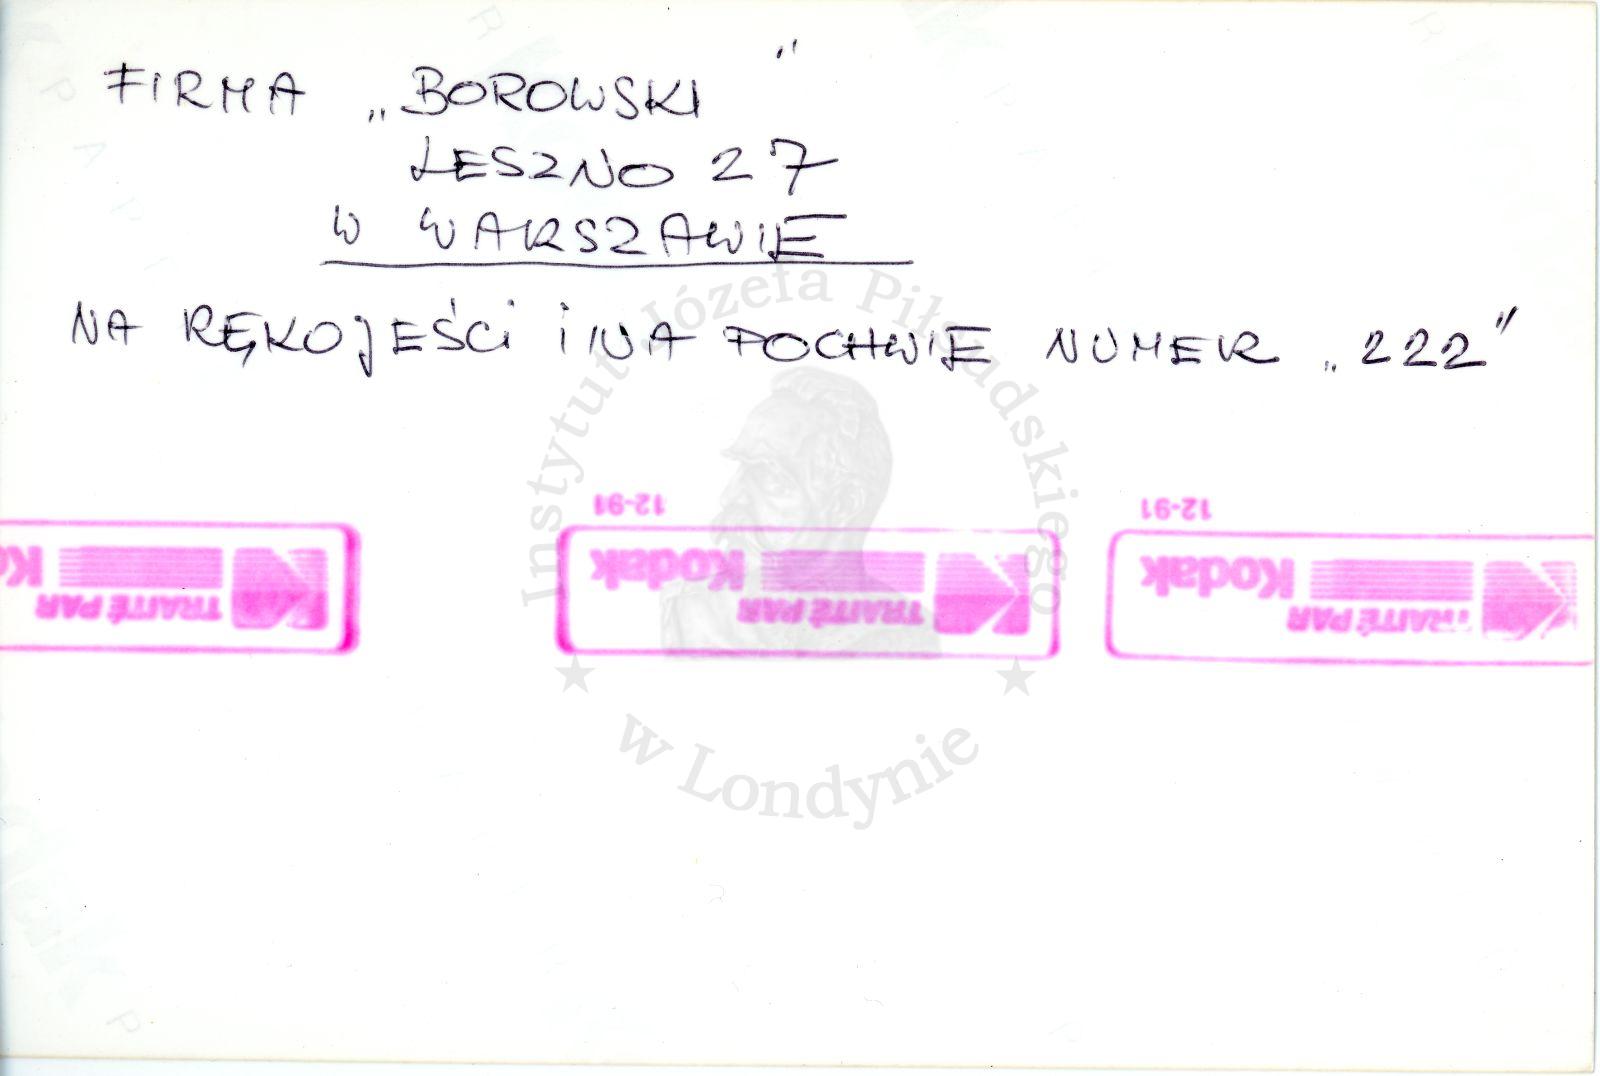 FIRMA „BOROWSKI”
LESZNO 27
W WARSZAWIE
NA RĘKOJEŚCI i NA POCHWIE NUMER „222”
Instytut Józefa Piłsudskiego
w Londynie
12-91
12-91
Kodak
TRAITÉ PAR
Kodak
TRAITÉ PAR
Ko
TRAITÉ PAR